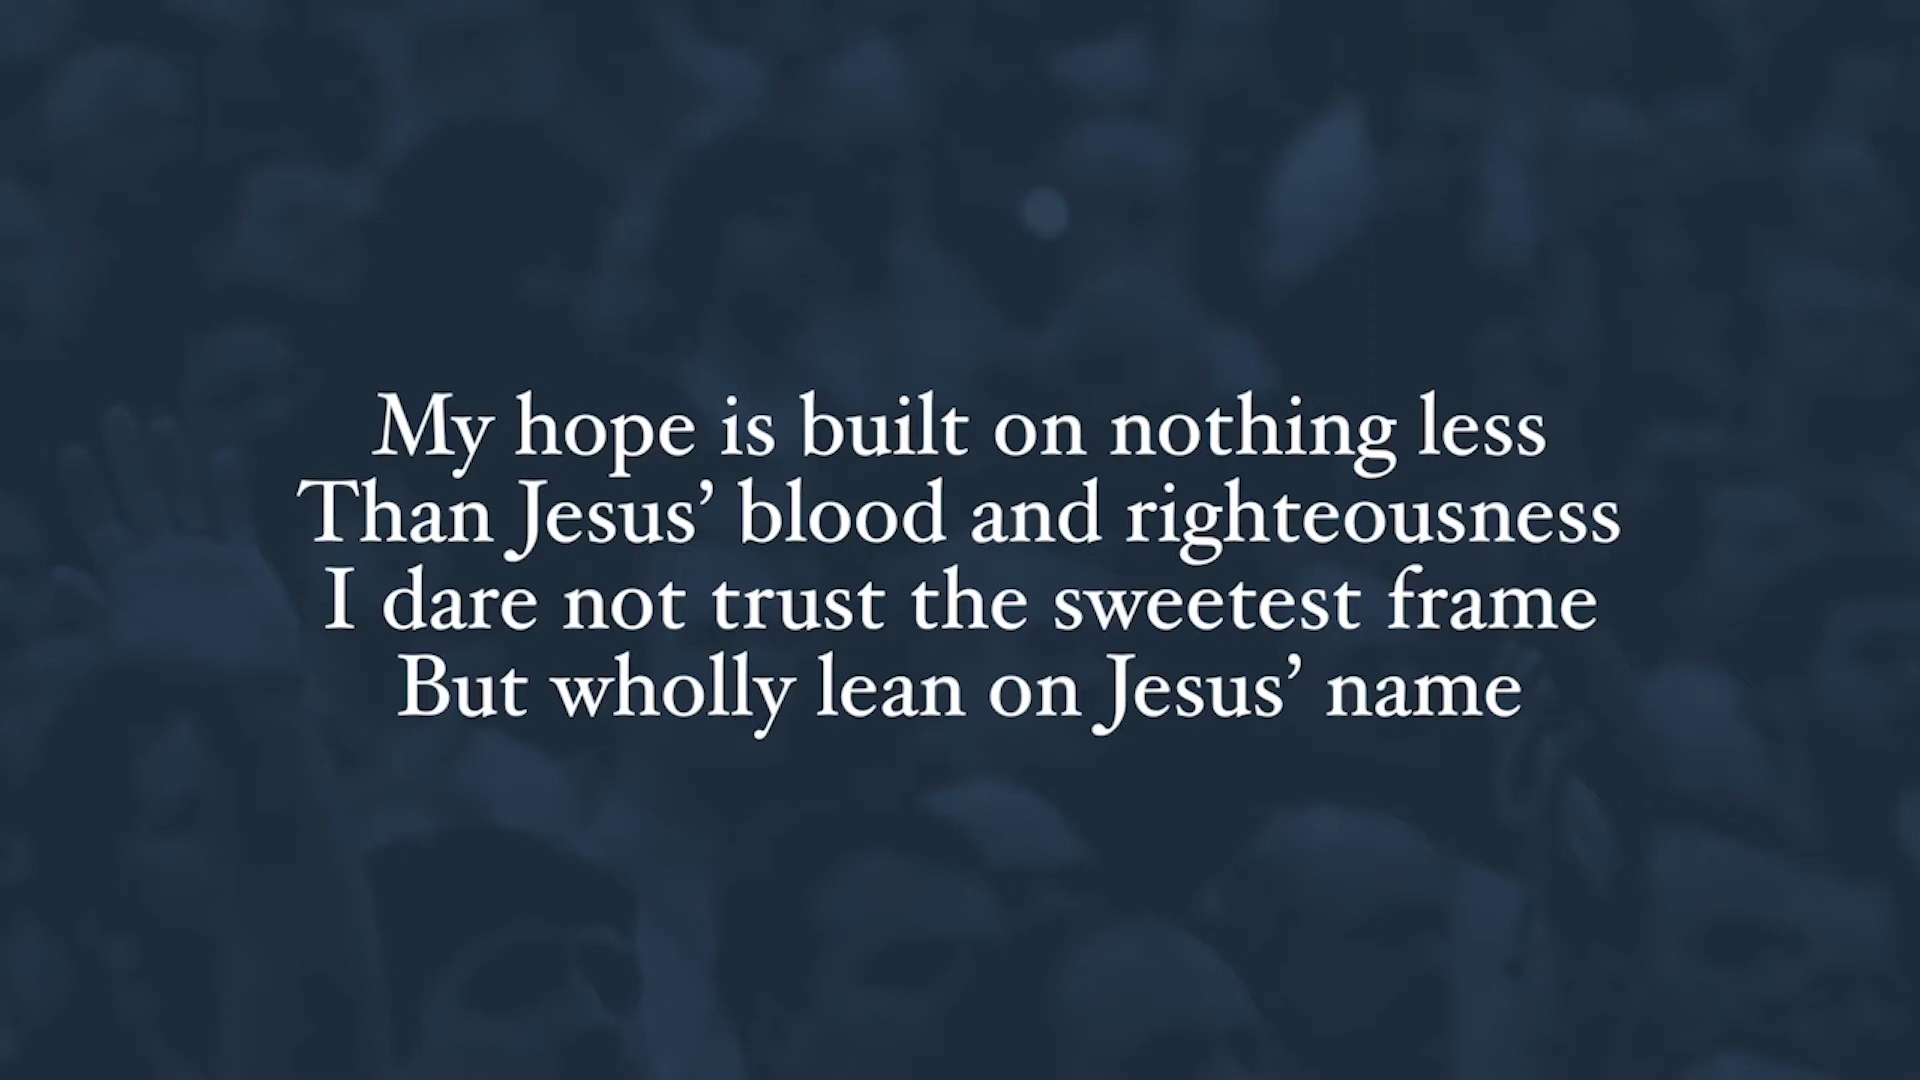 My hope is built on nothing less
Than Jesus’ blood and righteousness
I dare not trust the sweetest frame
But wholly lean on Jesus’ name